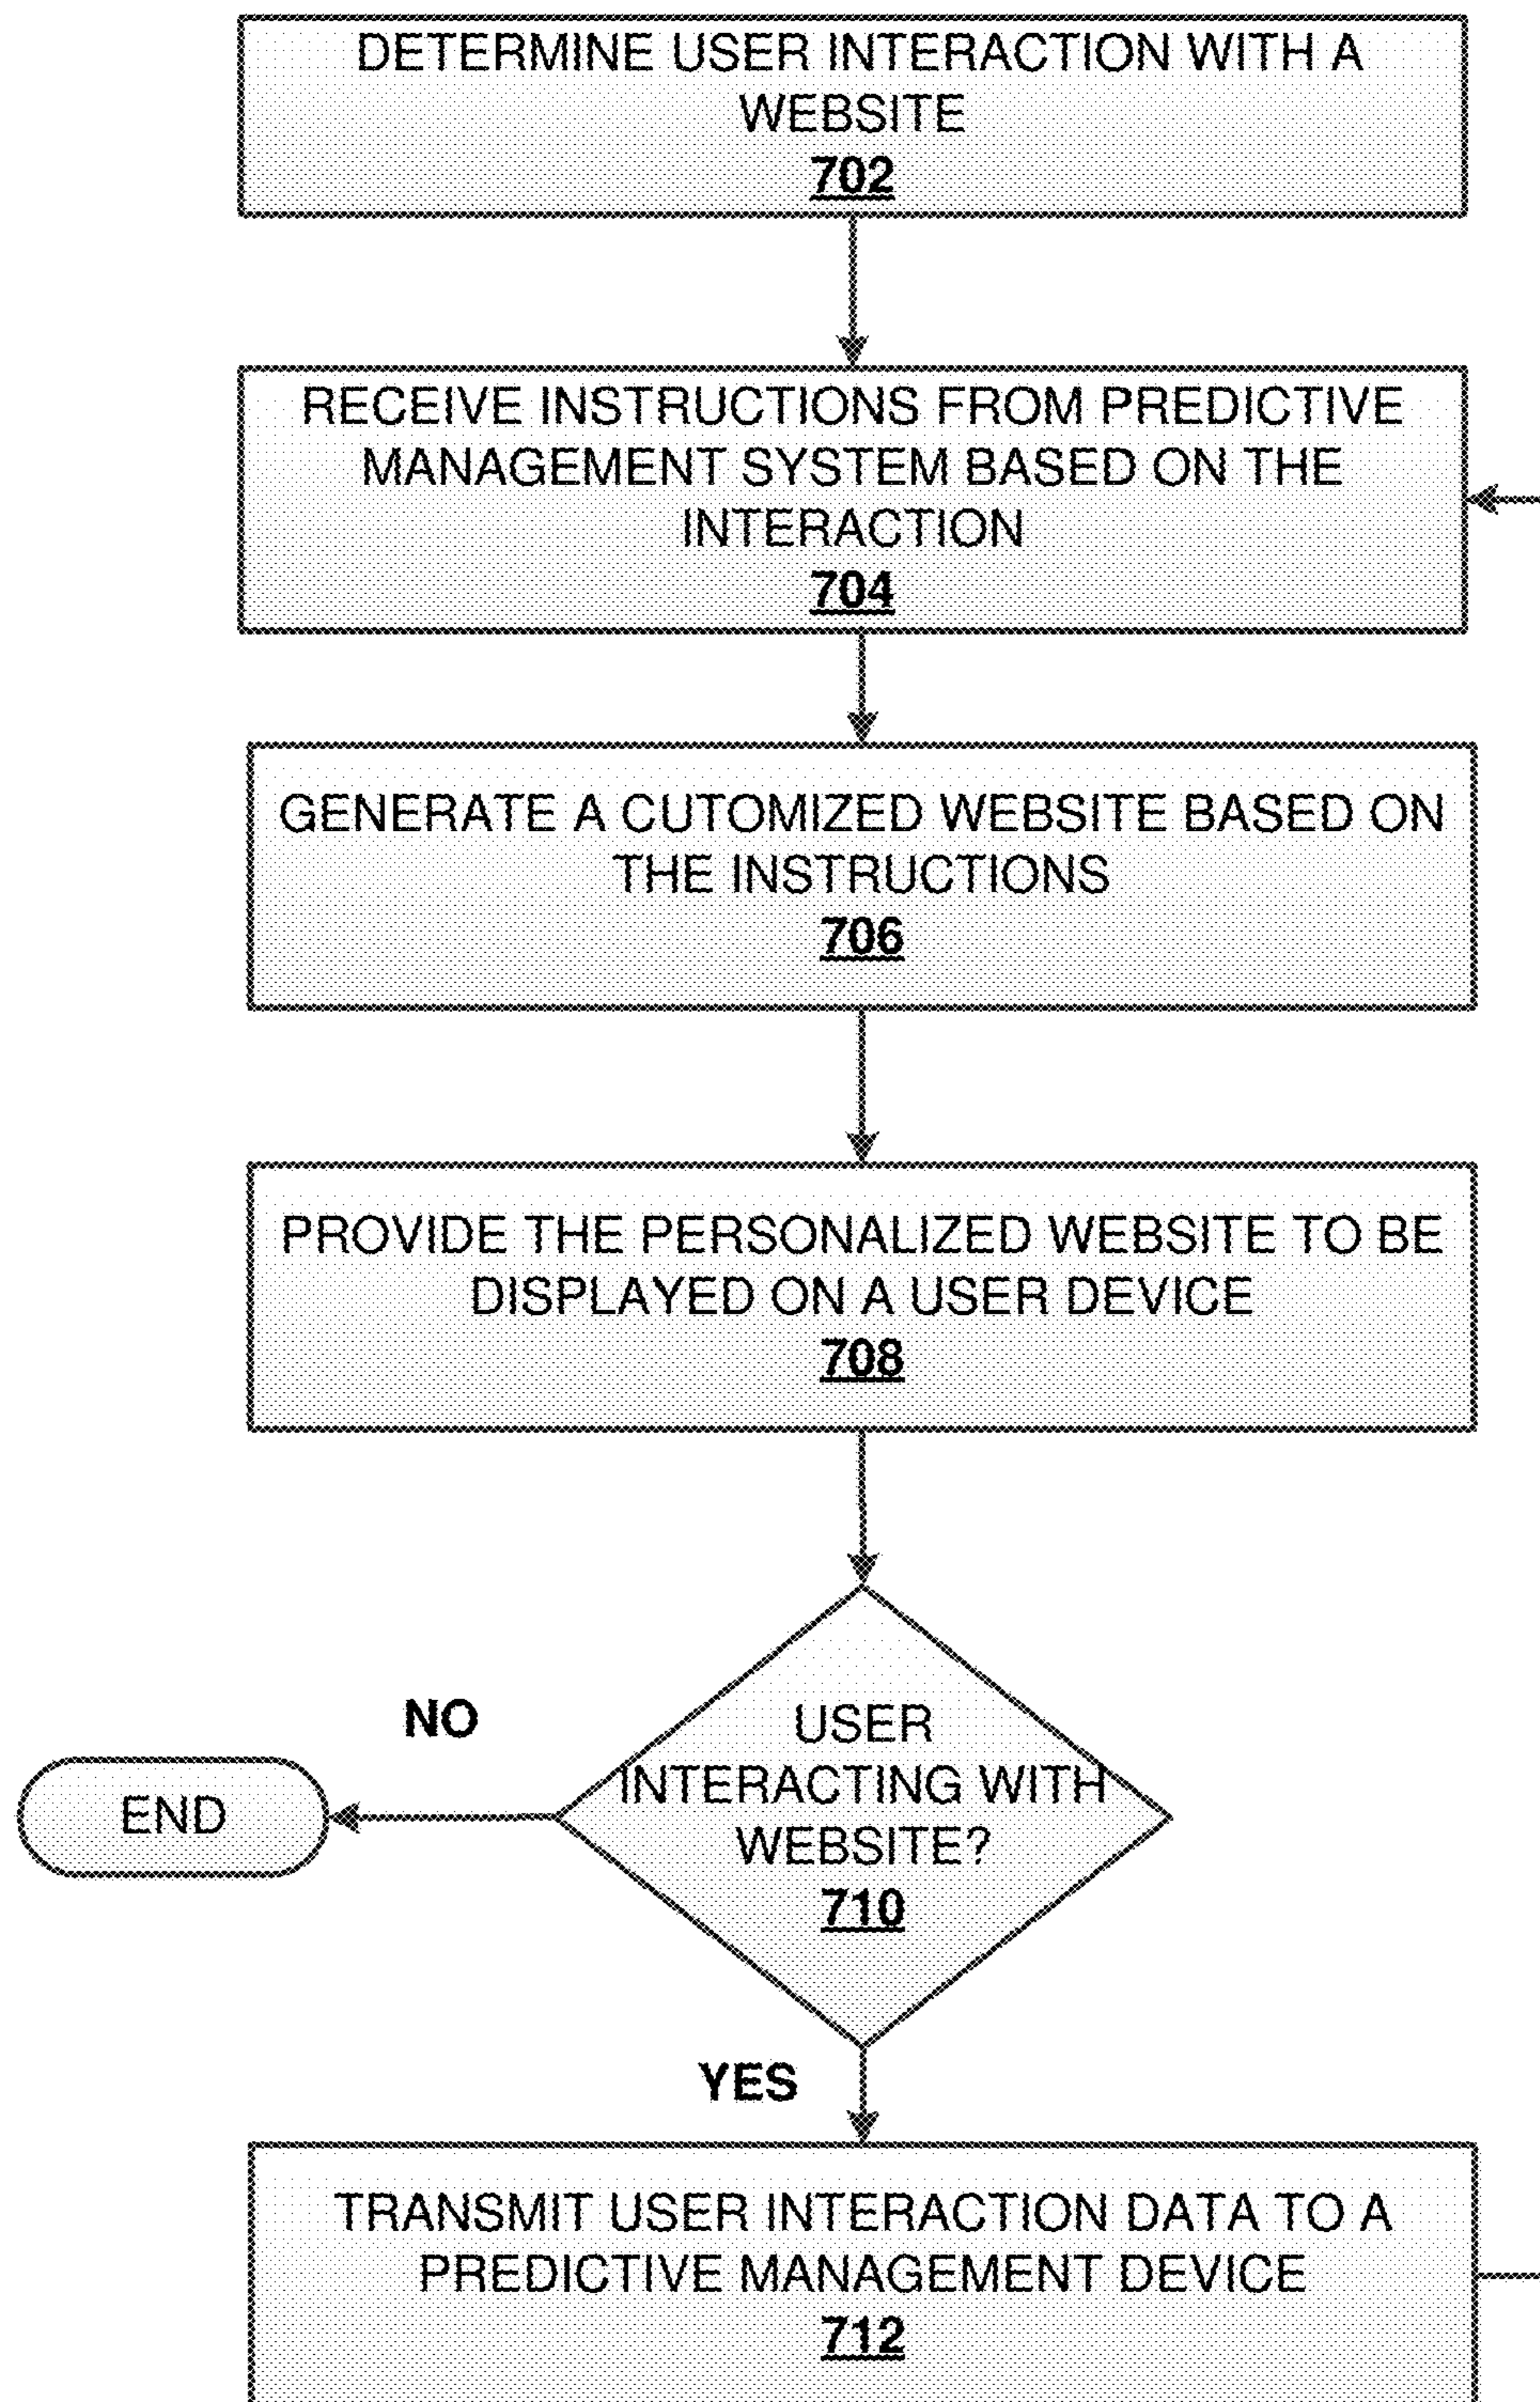 DETERMINE USER INTERACTION WITH A
WEBSITE
702
RECEIVE INSTRUCTIONS FROM PREDICTIVE
MANAGEMENT SYSTEM BASED ON THE
INTERACTION
704
GENERATE A CUTOMIZED WEBSITE BASED ON
THE INSTRUCTIONS
706
PROVIDE THE PERSONALIZED WEBSITE TO BE
DISPLAYED ON A USER DEVICE
708
USER
INTERACTING WITH
WEBSITE?
710
NO
END
YES
TRANSMIT USER INTERACTION DATA TO A
PREDICTIVE MANAGEMENT DEVICE
712